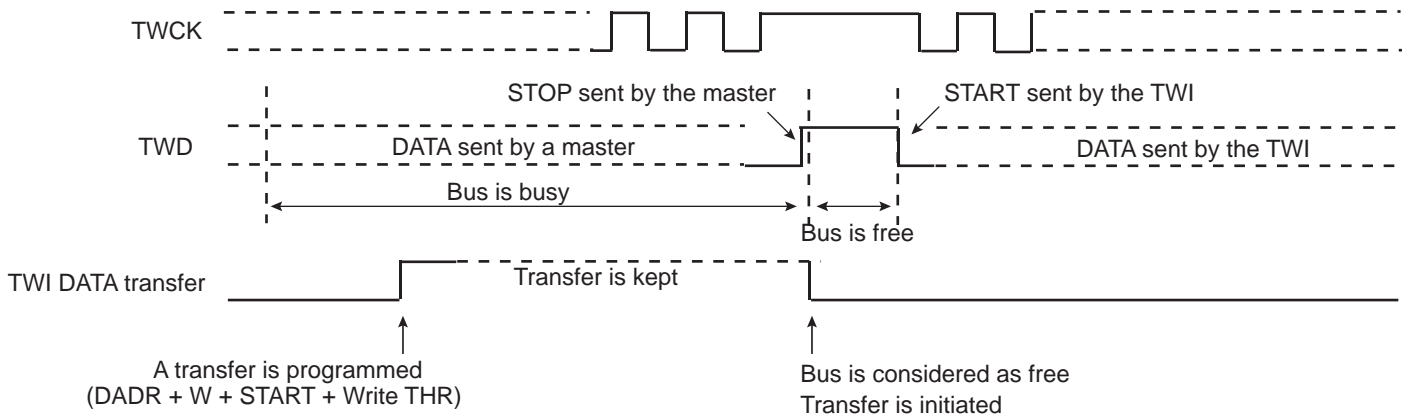 TWCK
STOP sent by the master
START sent by the TWI
TWD
DATA sent by a master
DATA sent by the TWI
Bus is busy
Bus is free
TWI DATA transfer
Transfer is kept
A transfer is programmed
(DADR + W + START + Write THR)
Bus is considered as free
Transfer is initiated